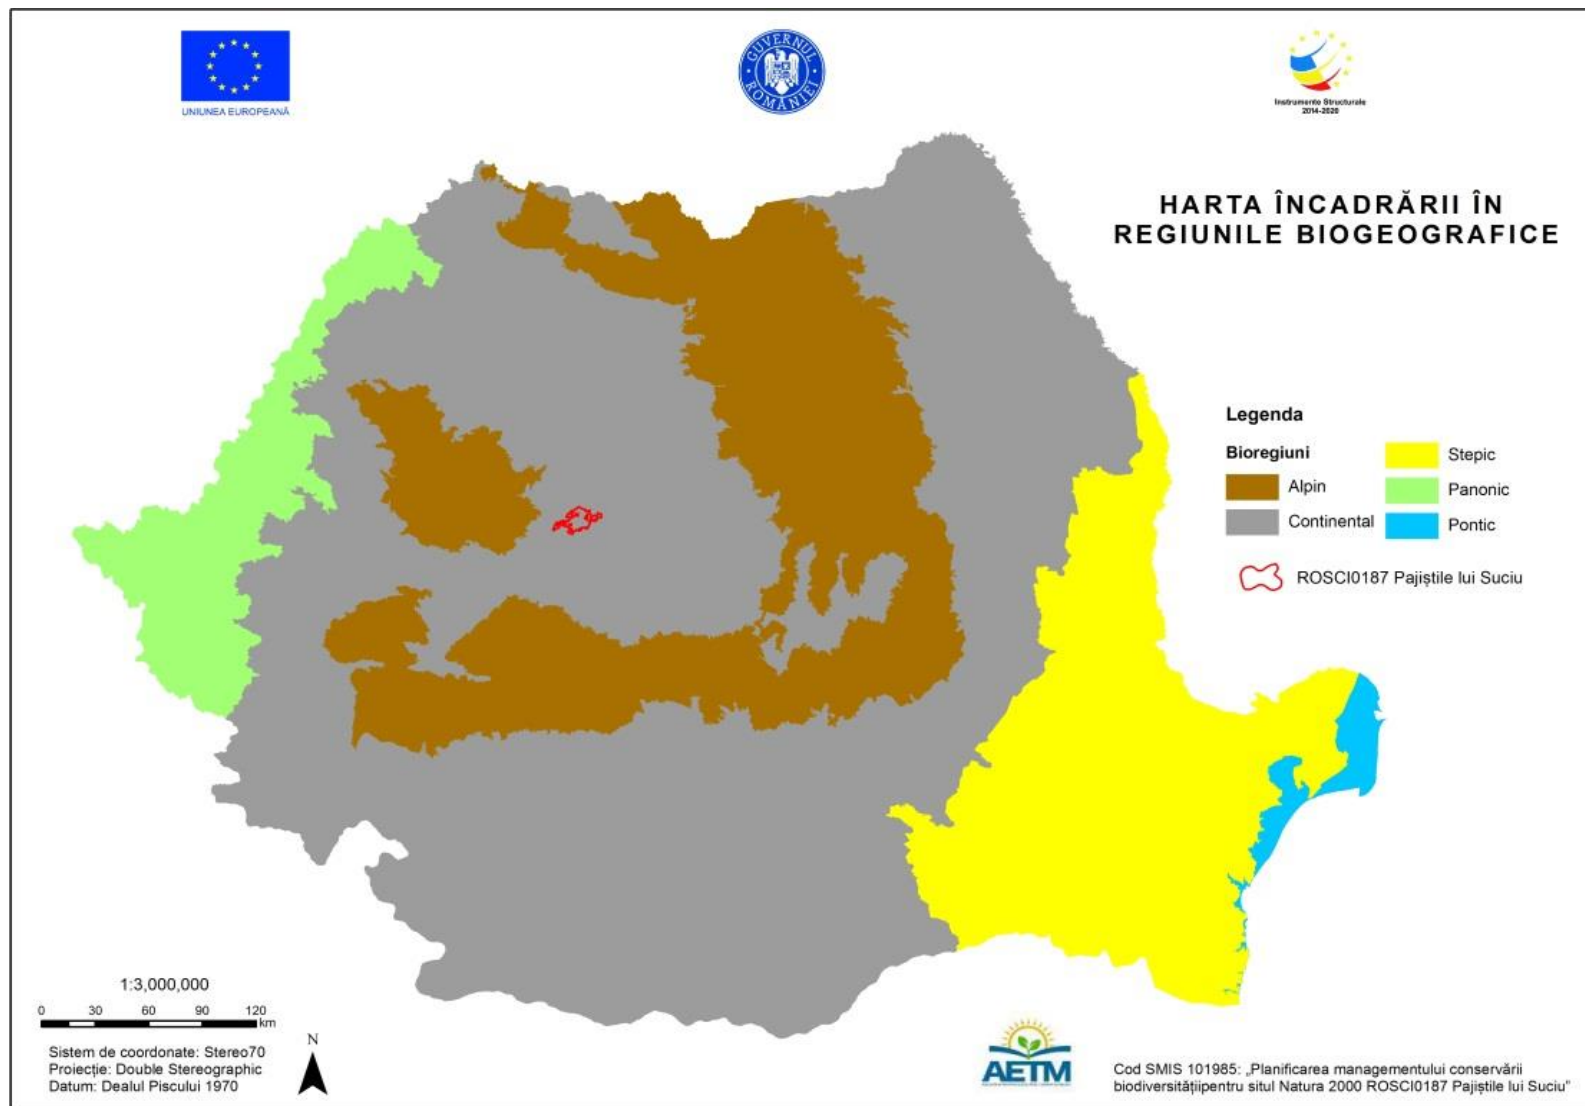 UNIUNEA EUROPEANĂ
GUVERNUL ROMÂNIEI
Instrumente Structurale
2014-2020
HARTA ÎNCADRĂRII ÎN
REGIUNILE BIOGEOGRAFICE
Legenda
Bioregiuni
Alpin
Continental
Stepic
Panonic
Pontic
ROSCI0187 Pajiștile lui Suciu
1:3,000,000
0 30 60 90 120
km
N
Sistem de coordonate: Stereo70
Proiecție: Double Stereographic
Datum: Dealul Piscului 1970
AETM
Cod SMIS 101985: „Planificarea managementului conservării
biodiversitățiipentru situl Natura 2000 ROSCI0187 Pajiștile lui Suciu”